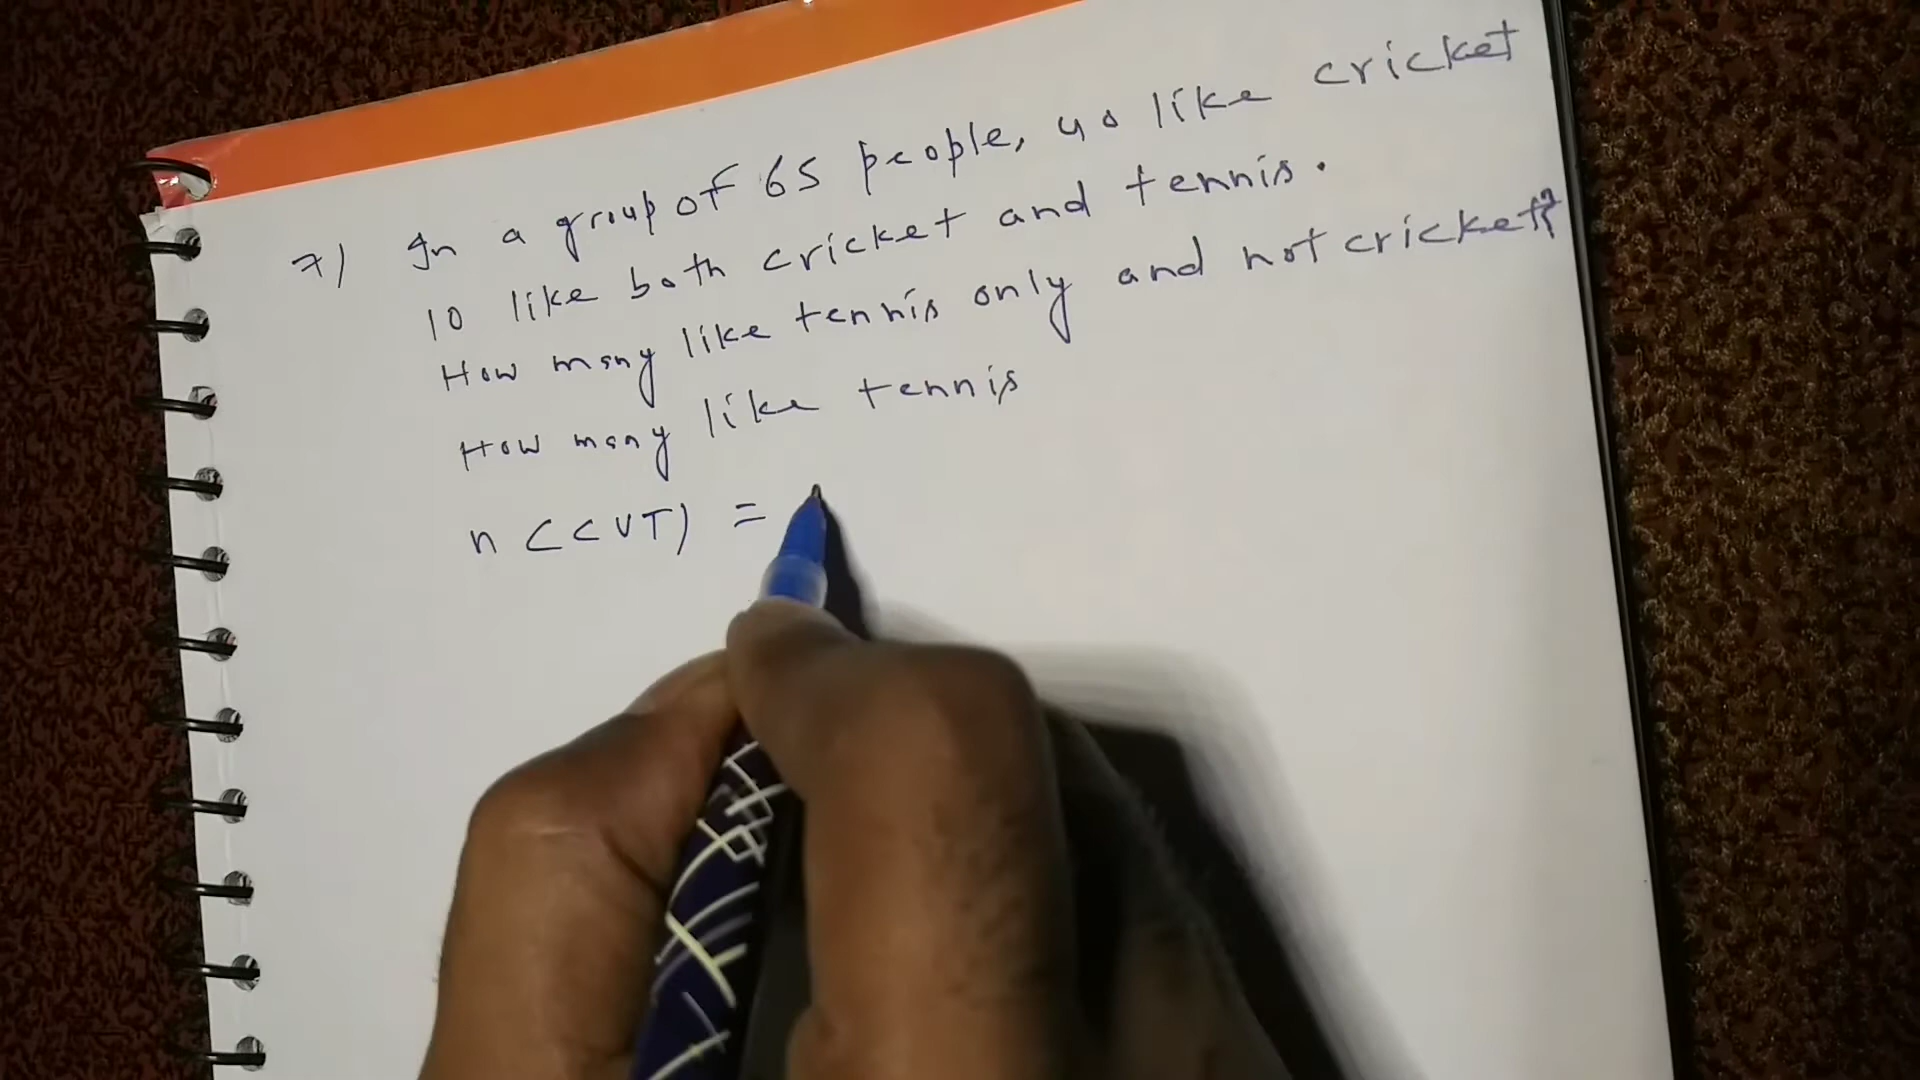 7) In a group of 65 people, 40 like cricket
10 like both cricket and tennis.
How many like tennis only and not cricket?
How many like tennis
n (C∪T) =